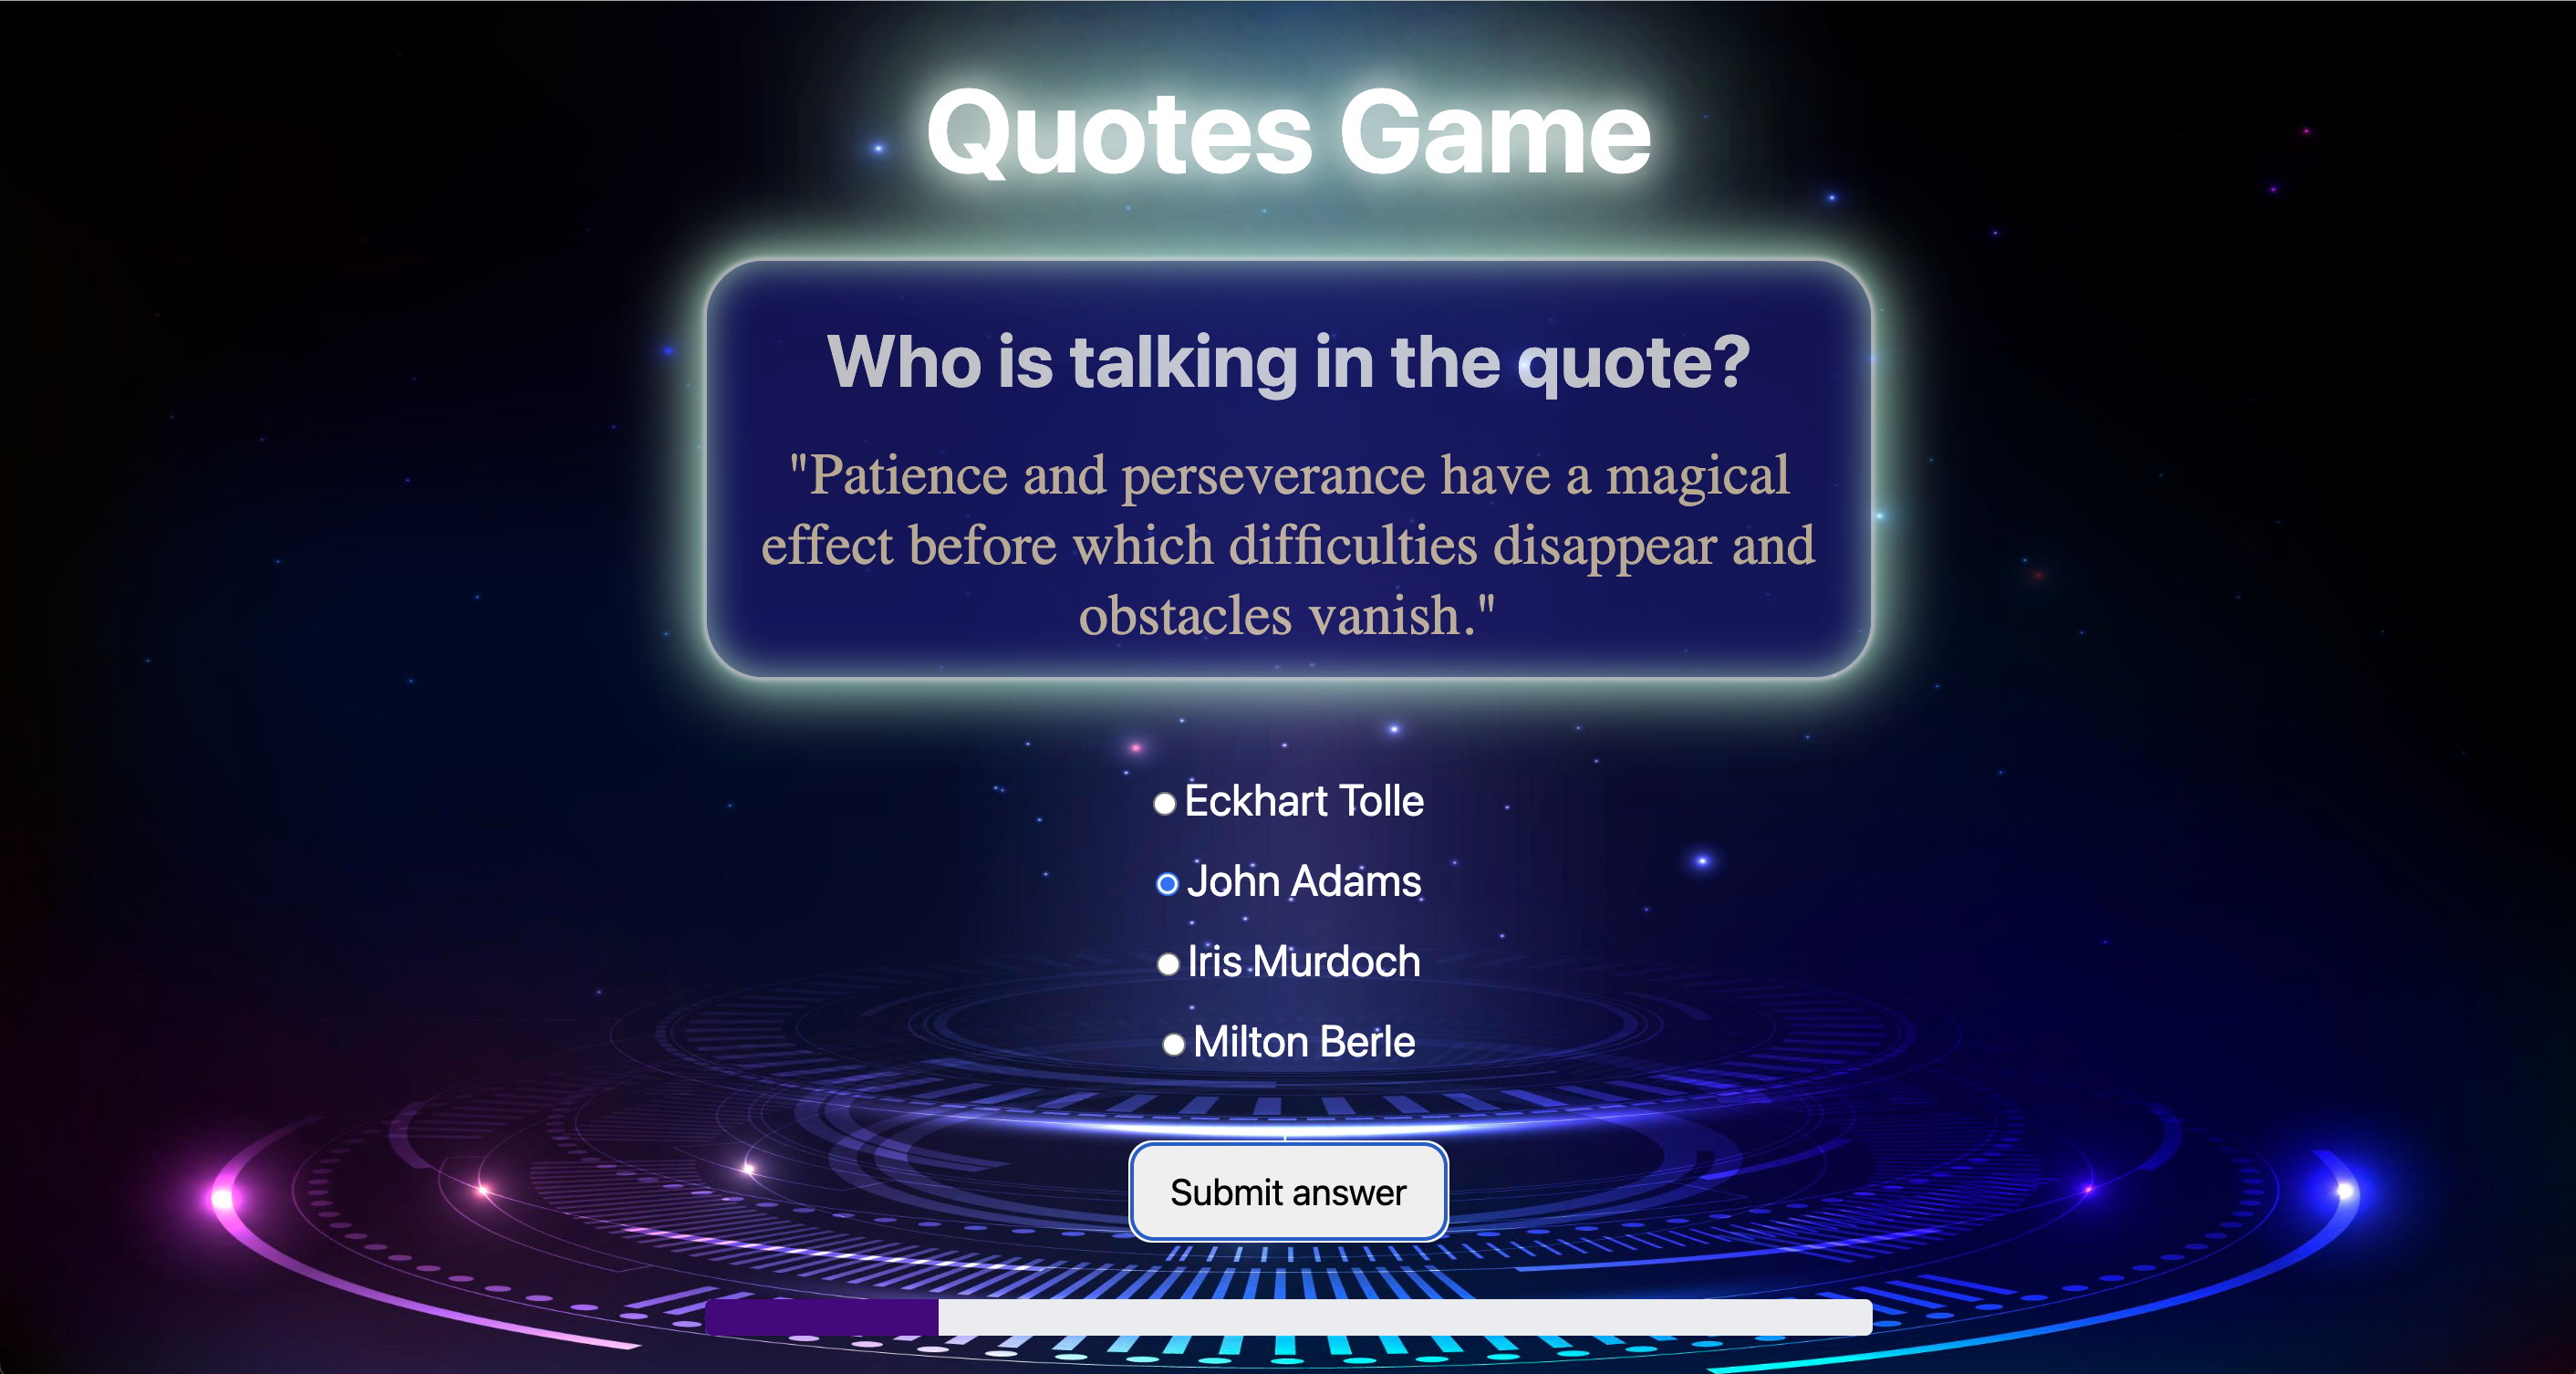 Quotes Game
Who is talking in the quote?
"Patience and perseverance have a magical
effect before which difficulties disappear and
obstacles vanish."
Eckhart Tolle
John Adams
Iris Murdoch
Milton Berle
Submit answer